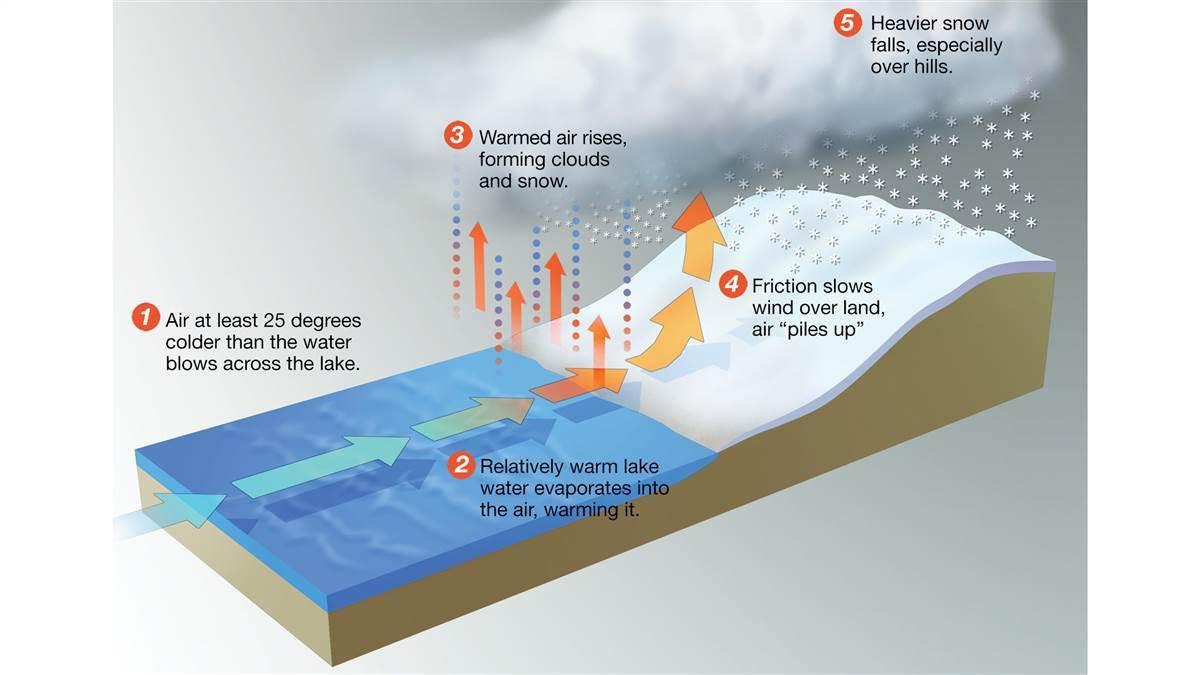 1 Air at least 25 degrees
colder than the water
blows across the lake.
2 Relatively warm lake
water evaporates into
the air, warming it.
3 Warmed air rises,
forming clouds
and snow.
4 Friction slows
wind over land,
air “piles up”
5 Heavier snow
falls, especially
over hills.